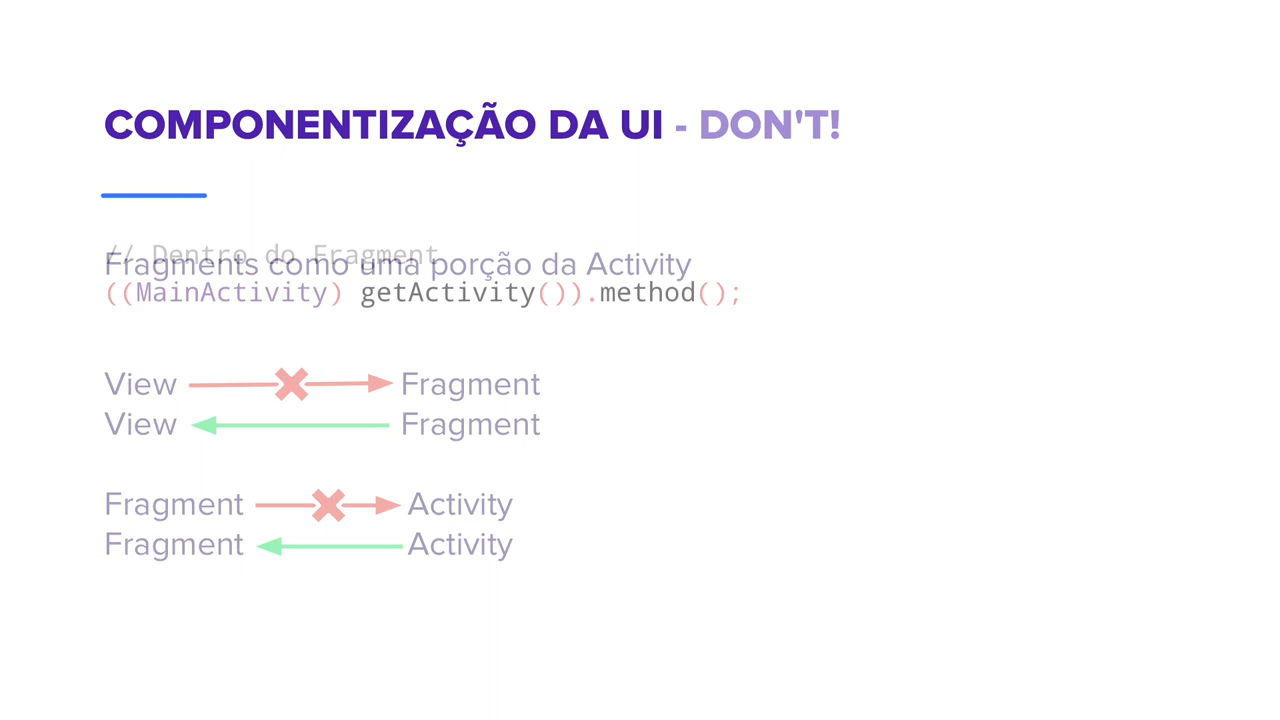 COMPONENTIZAÇÃO DA UI - DON'T!
// Dentro do Fragment
Fragments como uma porção da Activity
((MainActivity) getActivity()).method();
View Fragment
View Fragment
Fragment Activity
Fragment Activity